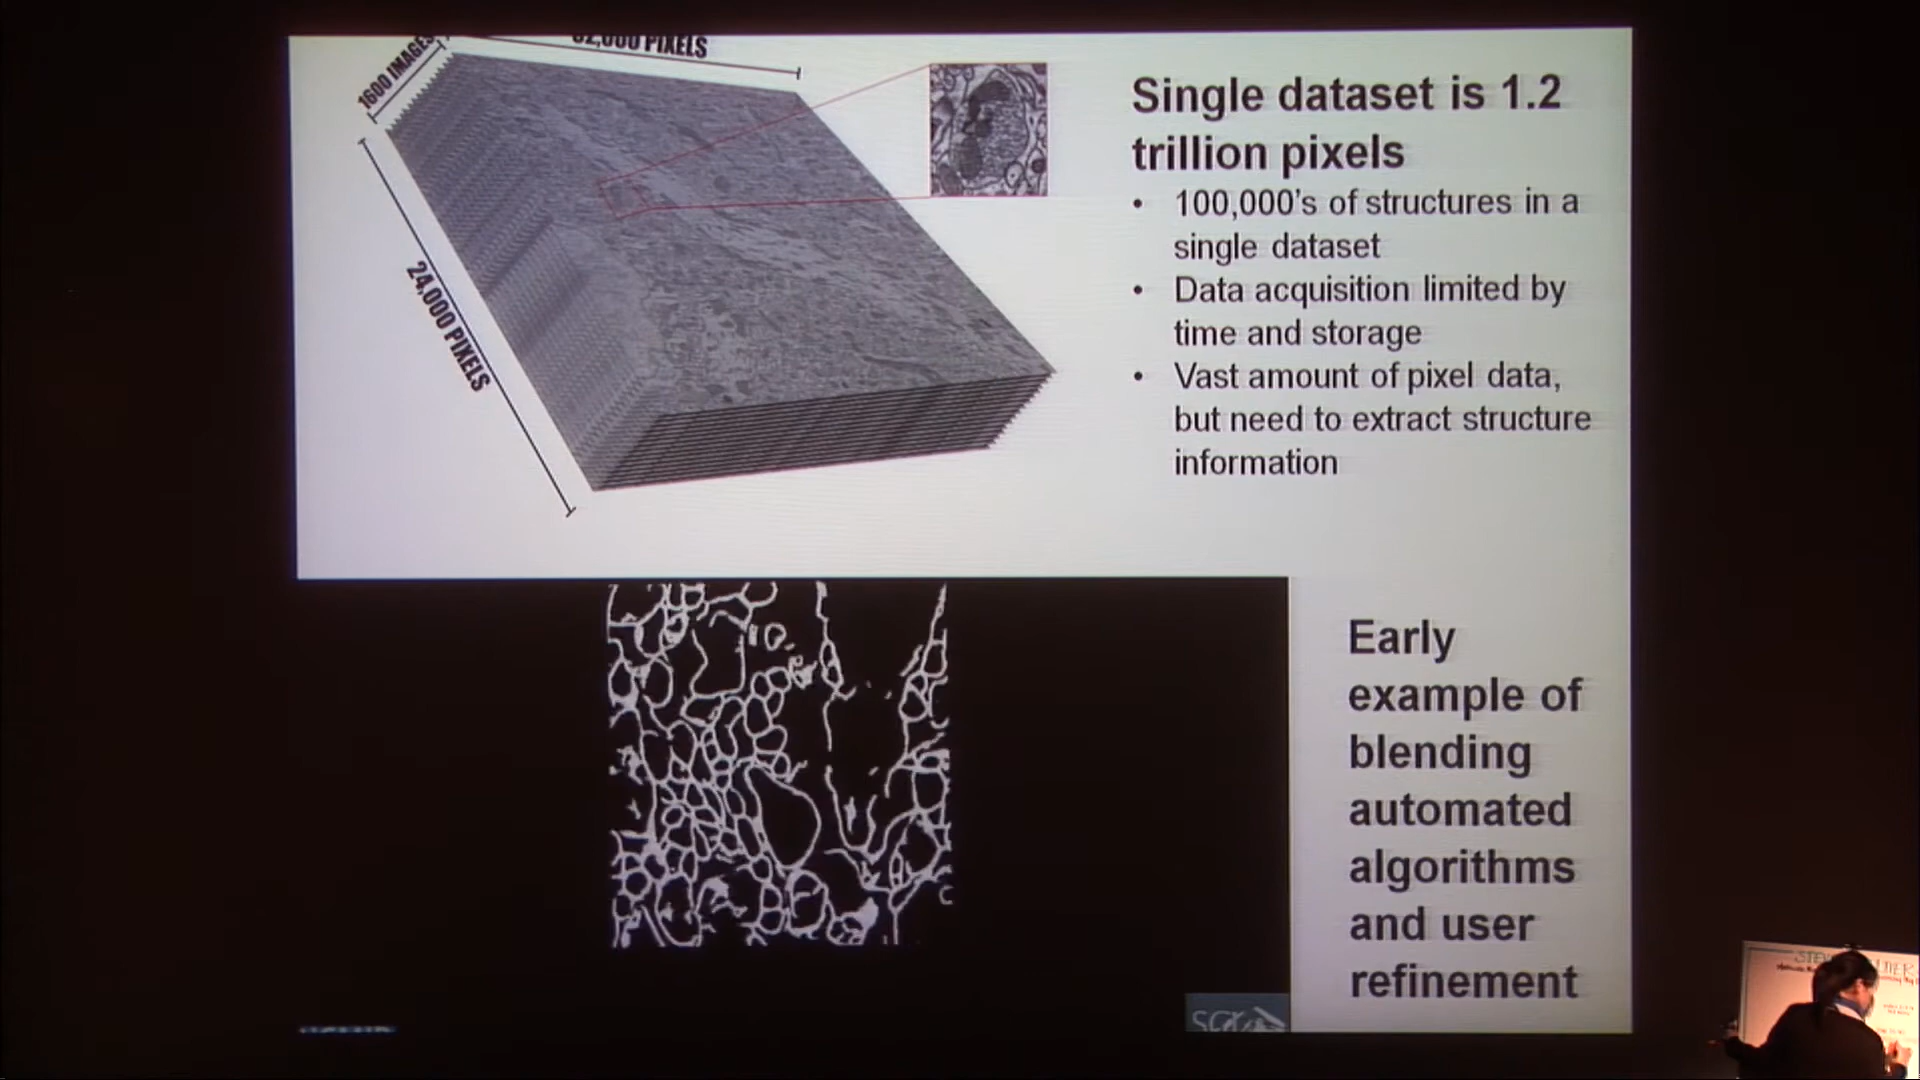 1600 IMAGES
PIXELS
24,000 PIXELS
Single dataset is 1.2
trillion pixels
• 100,000's of structures in a
single dataset
• Data acquisition limited by
time and storage
• Vast amount of pixel data,
but need to extract structure
information
Early
example of
blending
automated
algorithms
and user
refinement